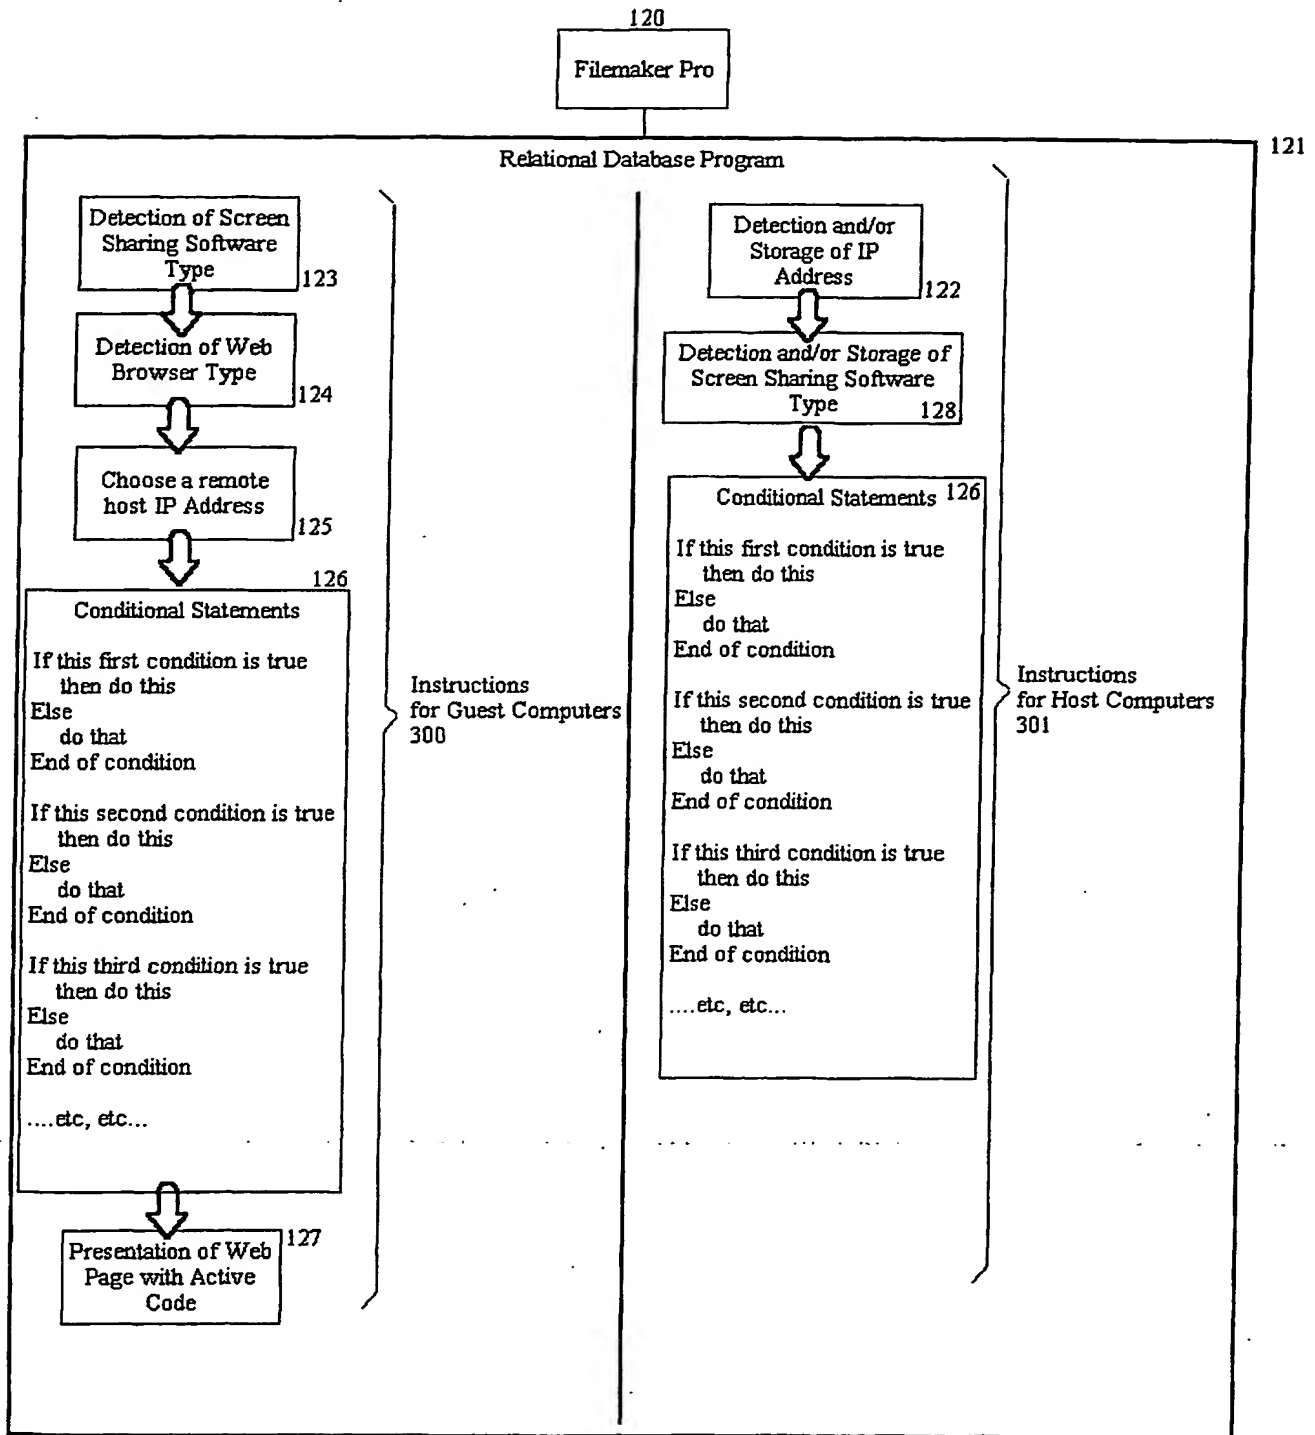 120
Filemaker Pro
121
Relational Database Program
Detection of Screen
Sharing Software
Type
123
Detection of Web
Browser Type
124
Choose a remote
host IP Address
125
126
Conditional Statements
If this first condition is true
then do this
Else
do that
End of condition
If this second condition is true
then do this
Else
do that
End of condition
If this third condition is true
then do this
Else
do that
End of condition
....etc, etc...
Presentation of Web
Page with Active
Code
127
Instructions
for Guest Computers
300
Detection and/or
Storage of IP
Address
122
Detection and/or Storage of
Screen Sharing Software
Type
128
Conditional Statements
126
If this first condition is true
then do this
Else
do that
End of condition
If this second condition is true
then do this
Else
do that
End of condition
If this third condition is true
then do this
Else
do that
End of condition
....etc, etc...
Instructions
for Host Computers
301